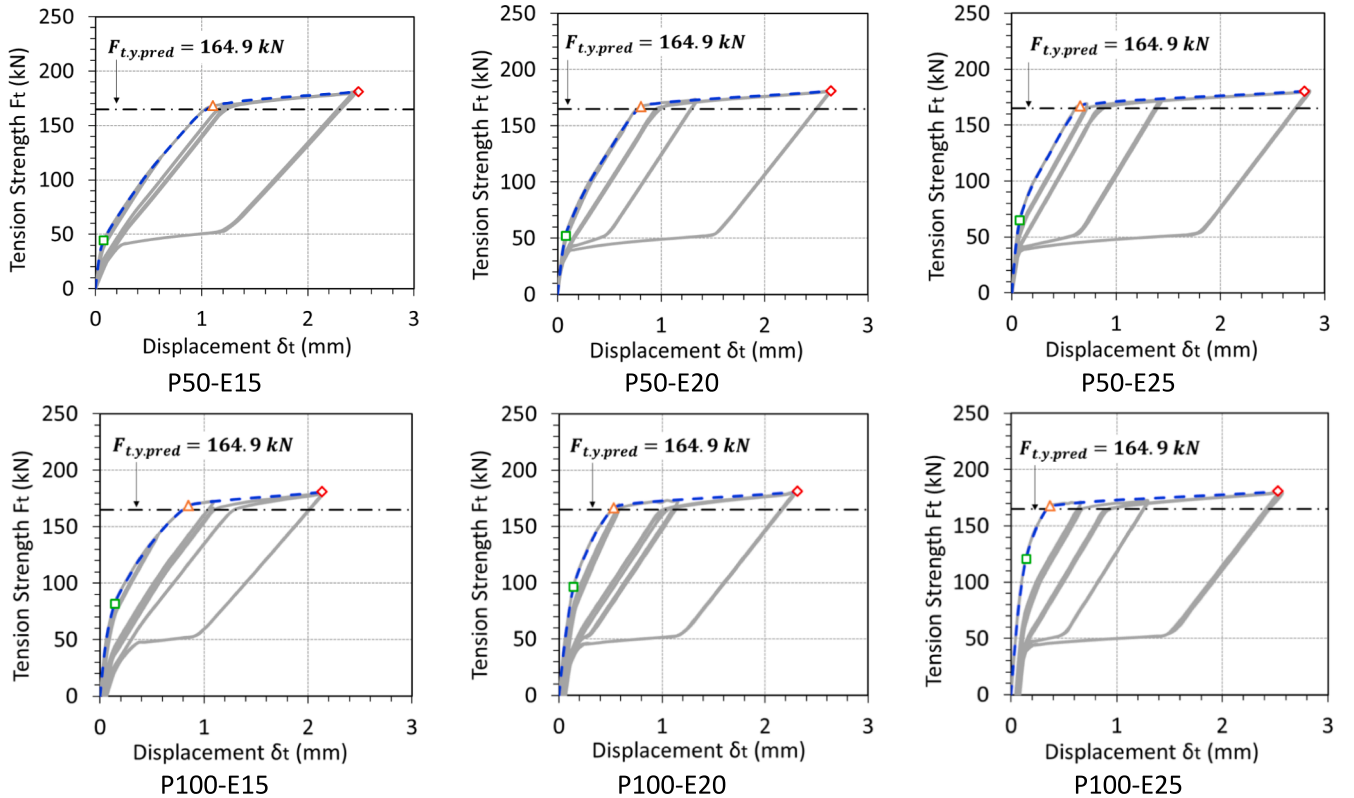 Tension Strength Ft (kN)
250
200
150
100
50
0
F_{t.y.pred} = 164.9 kN
0 1 2 3
Displacement δt (mm)
P50-E15
Tension Strength Ft (kN)
250
200
150
100
50
0
F_{t.y.pred} = 164.9 kN
0 1 2 3
Displacement δt (mm)
P50-E20
Tension Strength Ft (kN)
250
200
150
100
50
0
F_{t.y.pred} = 164.9 kN
0 1 2 3
Displacement δt (mm)
P50-E25
Tension Strength Ft (kN)
250
200
150
100
50
0
F_{t.y.pred} = 164.9 kN
0 1 2 3
Displacement δt (mm)
P100-E15
Tension Strength Ft (kN)
250
200
150
100
50
0
F_{t.y.pred} = 164.9 kN
0 1 2 3
Displacement δt (mm)
P100-E20
Tension Strength Ft (kN)
250
200
150
100
50
0
F_{t.y.pred} = 164.9 kN
0 1 2 3
Displacement δt (mm)
P100-E25